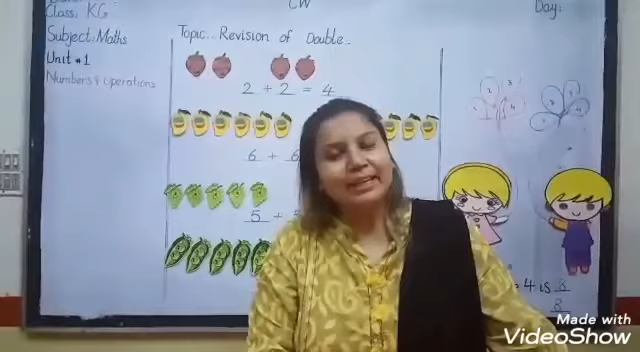 Class: KG
CW
Day:
Subject: Maths
Topic.. Revision of Double..
Unit #1
Numbers & Operations
2 + 2 = 4
6 + 6
5 +
= 4 is 8
8
Made with
VideoShow